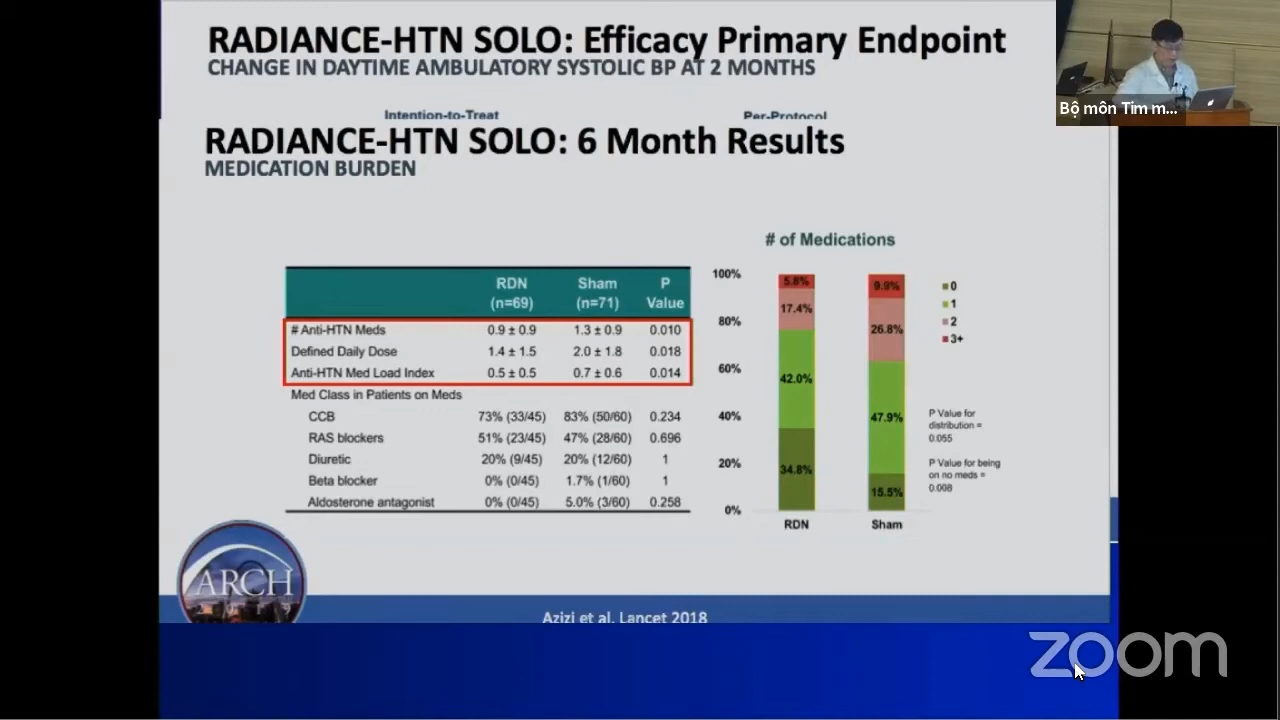 RADIANCE-HTN SOLO: Efficacy Primary Endpoint
CHANGE IN DAYTIME AMBULATORY SYSTOLIC BP AT 2 MONTHS
Intention-to-Treat
Per-Protocol
Bộ môn Tim m...
RADIANCE-HTN SOLO: 6 Month Results
MEDICATION BURDEN
RDN Sham P
(n=69) (n=71) Value
# Anti-HTN Meds 0.9 ± 0.9 1.3 ± 0.9 0.010
Defined Daily Dose 1.4 ± 1.5 2.0 ± 1.8 0.018
Anti-HTN Med Load Index 0.5 ± 0.5 0.7 ± 0.6 0.014
Med Class in Patients on Meds
CCB 73% (33/45) 83% (50/60) 0.234
RAS blockers 51% (23/45) 47% (28/60) 0.696
Diuretic 20% (9/45) 20% (12/60) 1
Beta blocker 0% (0/45) 1.7% (1/60) 1
Aldosterone antagonist 0% (0/45) 5.0% (3/60) 0.258
# of Medications
100%
80%
60%
40%
20%
0%
5.8%
17.4%
42.0%
34.8%
RDN
9.9%
26.8%
47.9%
15.5%
Sham
0
1
2
3+
P Value for
distribution =
0.055
P Value for being
on no meds =
0.008
ARCH
Azizi et al. Lancet 2018
zoom